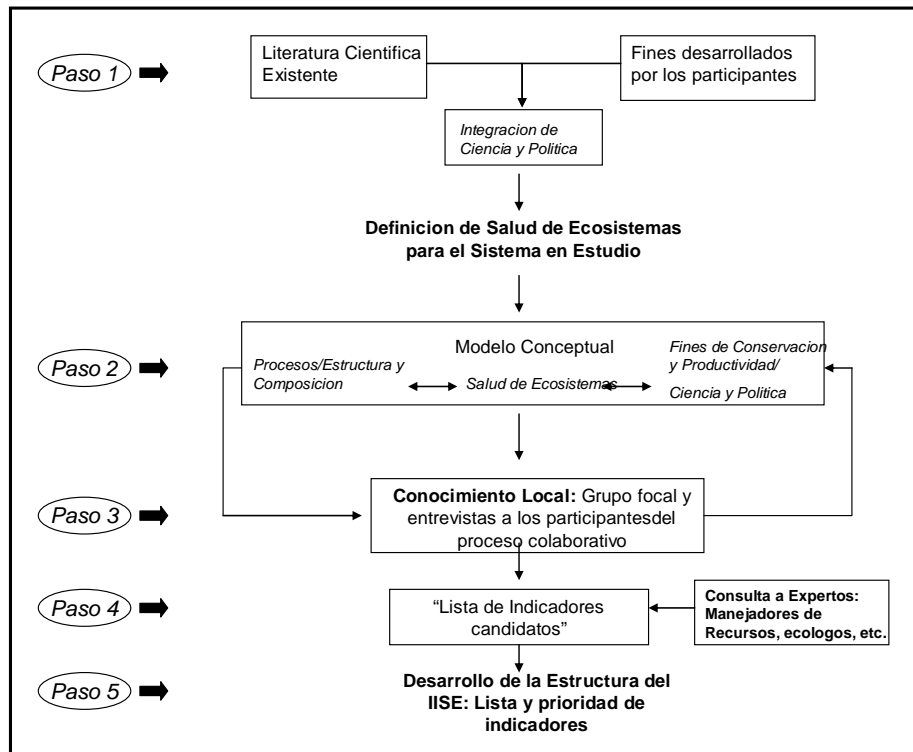 Paso 1
Literatura Cientifica
Existente
Fines desarrollados
por los participantes
Integracion de
Ciencia y Politica
Definicion de Salud de Ecosistemas
para el Sistema en Estudio
Paso 2
Modelo Conceptual
Procesos/Estructura y
Composicion
Salud de Ecosistemas
Fines de Conservacion
y Productividad/
Ciencia y Politica
Paso 3
Conocimiento Local: Grupo focal y
entrevistas a los participantesdel
proceso colaborativo
Paso 4
“Lista de Indicadores
candidatos”
Consulta a Expertos:
Manejadores de
Recursos, ecologos, etc.
Paso 5
Desarrollo de la Estructura del
IISE: Lista y prioridad de
indicadores